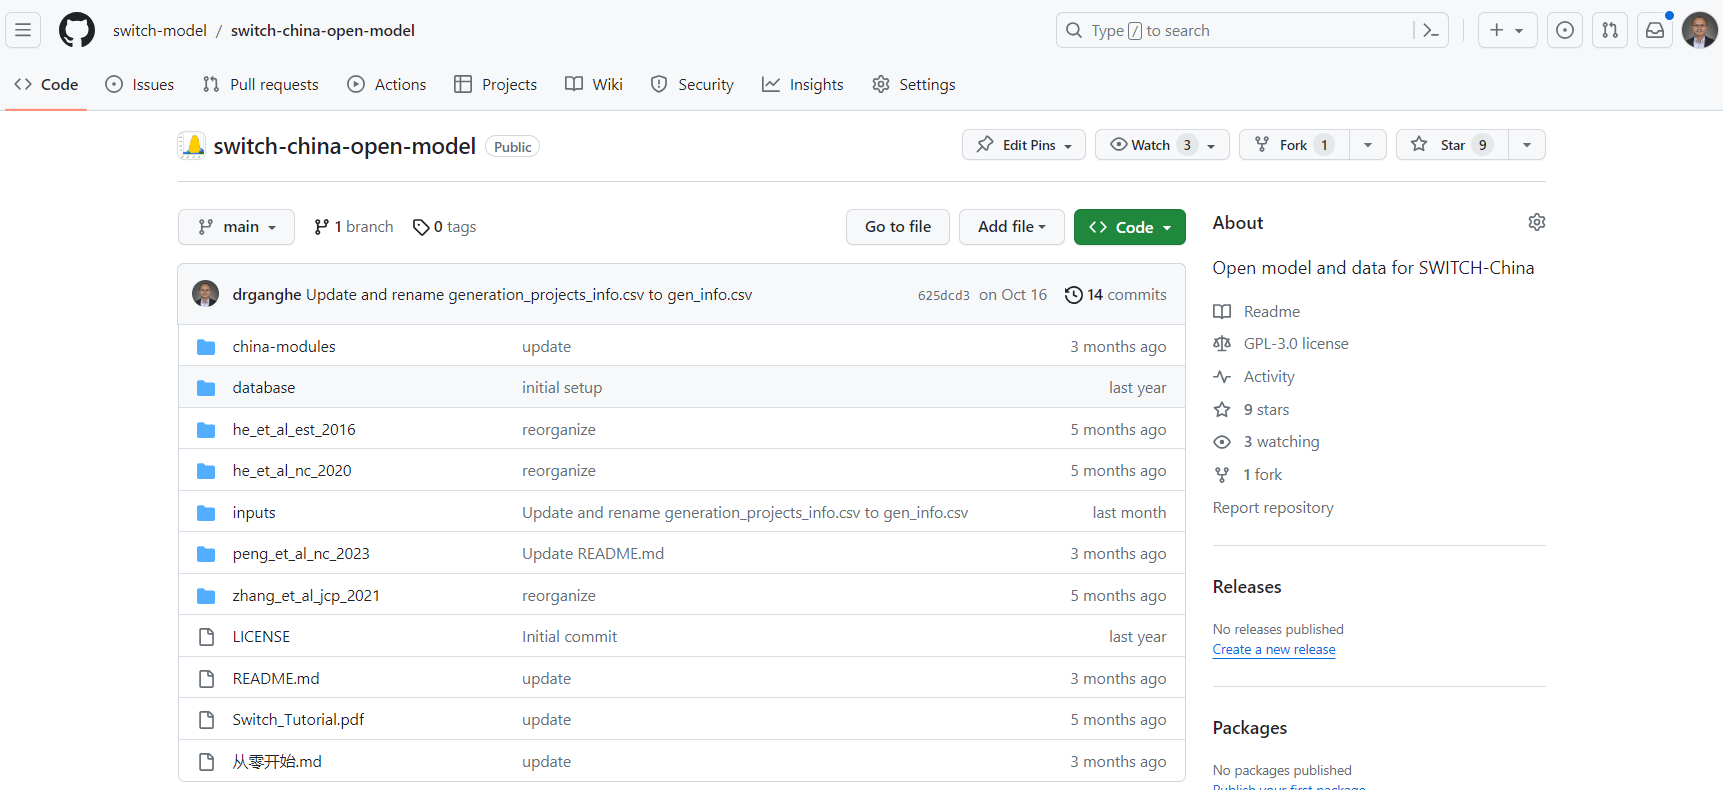 switch-model / switch-china-open-model
Type / to search
Code Issues Pull requests Actions Projects Wiki Security Insights Settings
switch-china-open-model Public
Edit Pins Watch 3 Fork 1 Star 9
main 1 branch 0 tags Go to file Add file Code
drganghe Update and rename generation_projects_info.csv to gen_info.csv 625dcd3 on Oct 16 14 commits
china-modules update 3 months ago
database initial setup last year
he_et_al_est_2016 reorganize 5 months ago
he_et_al_nc_2020 reorganize 5 months ago
inputs Update and rename generation_projects_info.csv to gen_info.csv last month
peng_et_al_nc_2023 Update README.md 3 months ago
zhang_et_al_jcp_2021 reorganize 5 months ago
LICENSE Initial commit last year
README.md update 3 months ago
Switch_Tutorial.pdf update 5 months ago
从零开始.md update 3 months ago
About
Open model and data for SWITCH-China
Readme
GPL-3.0 license
Activity
9 stars
3 watching
1 fork
Report repository
Releases
No releases published
Create a new release
Packages
No packages published
Publish your first package